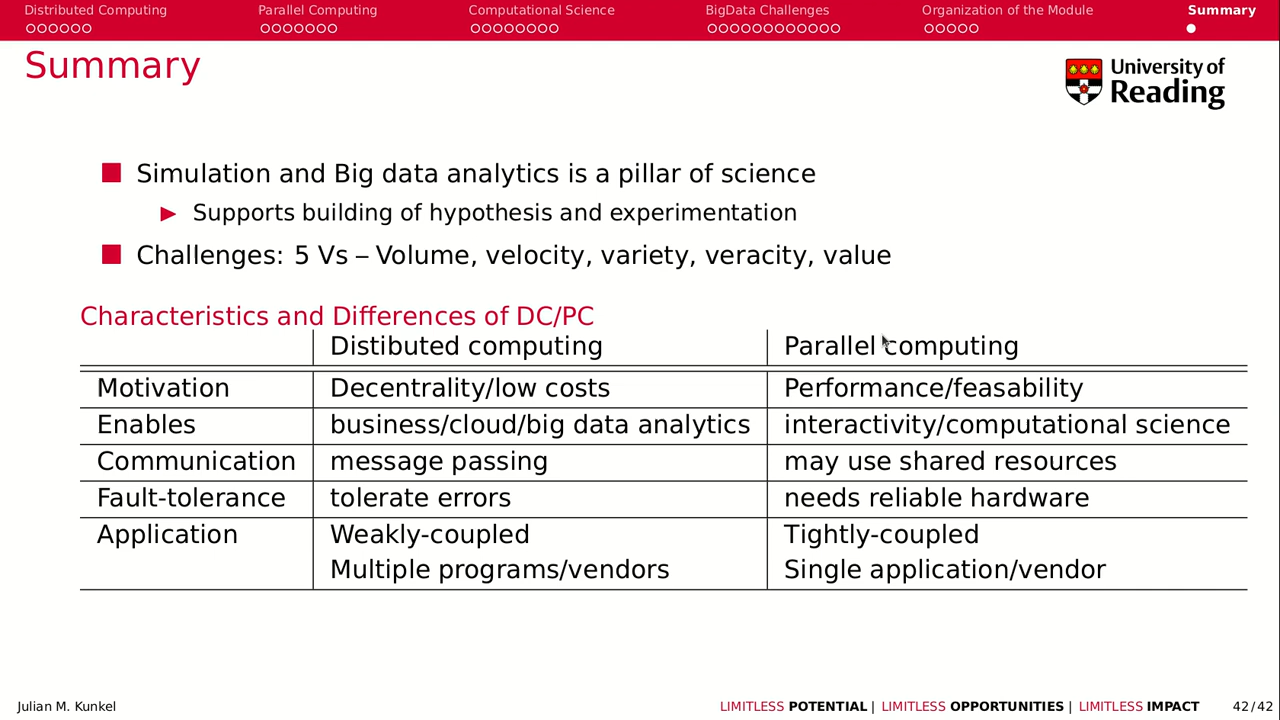 Distributed Computing Parallel Computing Computational Science BigData Challenges Organization of the Module Summary
Summary
University of
Reading
Simulation and Big data analytics is a pillar of science
Supports building of hypothesis and experimentation
Challenges: 5 Vs – Volume, velocity, variety, veracity, value
Characteristics and Differences of DC/PC
Distibuted computing Parallel computing
Motivation Decentrality/low costs Performance/feasability
Enables business/cloud/big data analytics interactivity/computational science
Communication message passing may use shared resources
Fault-tolerance tolerate errors needs reliable hardware
Application Weakly-coupled Tightly-coupled
Multiple programs/vendors Single application/vendor
Julian M. Kunkel LIMITLESS POTENTIAL | LIMITLESS OPPORTUNITIES | LIMITLESS IMPACT 42/42